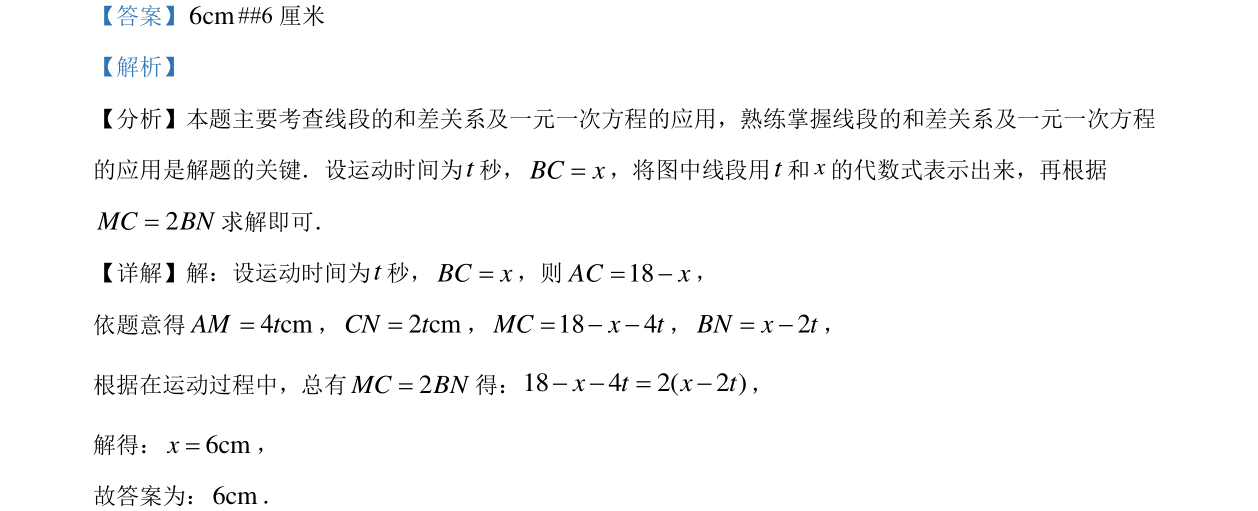 【答案】6cm##6 厘米
【解析】
【分析】本题主要考查线段的和差关系及一元一次方程的应用，熟练掌握线段的和差关系及一元一次方程
的应用是解题的关键．设运动时间为 t 秒， BC = x ，将图中线段用 t 和 x 的代数式表示出来，再根据
MC = 2BN 求解即可．
【详解】解：设运动时间为 t 秒， BC = x ，则 AC = 18 − x ，
依题意得 AM = 4tcm ， CN = 2tcm ， MC = 18 − x − 4t ， BN = x − 2t ，
根据在运动过程中，总有 MC = 2BN 得： 18 − x − 4t = 2(x − 2t) ，
解得： x = 6cm ，
故答案为： 6cm ．